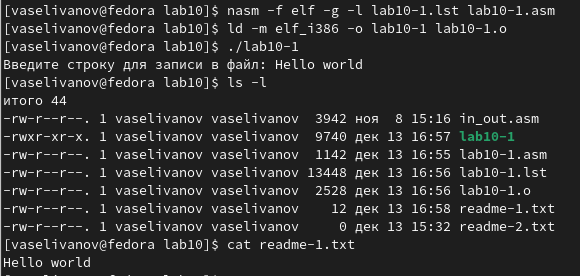 [vaselivanov@fedora lab10]$ nasm -f elf -g -l lab10-1.lst lab10-1.asm
[vaselivanov@fedora lab10]$ ld -m elf_i386 -o lab10-1 lab10-1.o
[vaselivanov@fedora lab10]$ ./lab10-1
Введите строку для записи в файл: Hello world
[vaselivanov@fedora lab10]$ ls -l
итого 44
-rw-r--r--. 1 vaselivanov vaselivanov  3942 ноя  8 15:16 in_out.asm
-rwxr-xr-x. 1 vaselivanov vaselivanov  9740 дек 13 16:57 lab10-1
-rw-r--r--. 1 vaselivanov vaselivanov  1142 дек 13 16:55 lab10-1.asm
-rw-r--r--. 1 vaselivanov vaselivanov 13448 дек 13 16:56 lab10-1.lst
-rw-r--r--. 1 vaselivanov vaselivanov  2528 дек 13 16:56 lab10-1.o
-rw-r--r--. 1 vaselivanov vaselivanov    12 дек 13 16:58 readme-1.txt
-rw-r--r--. 1 vaselivanov vaselivanov     0 дек 13 15:32 readme-2.txt
[vaselivanov@fedora lab10]$ cat readme-1.txt
Hello world